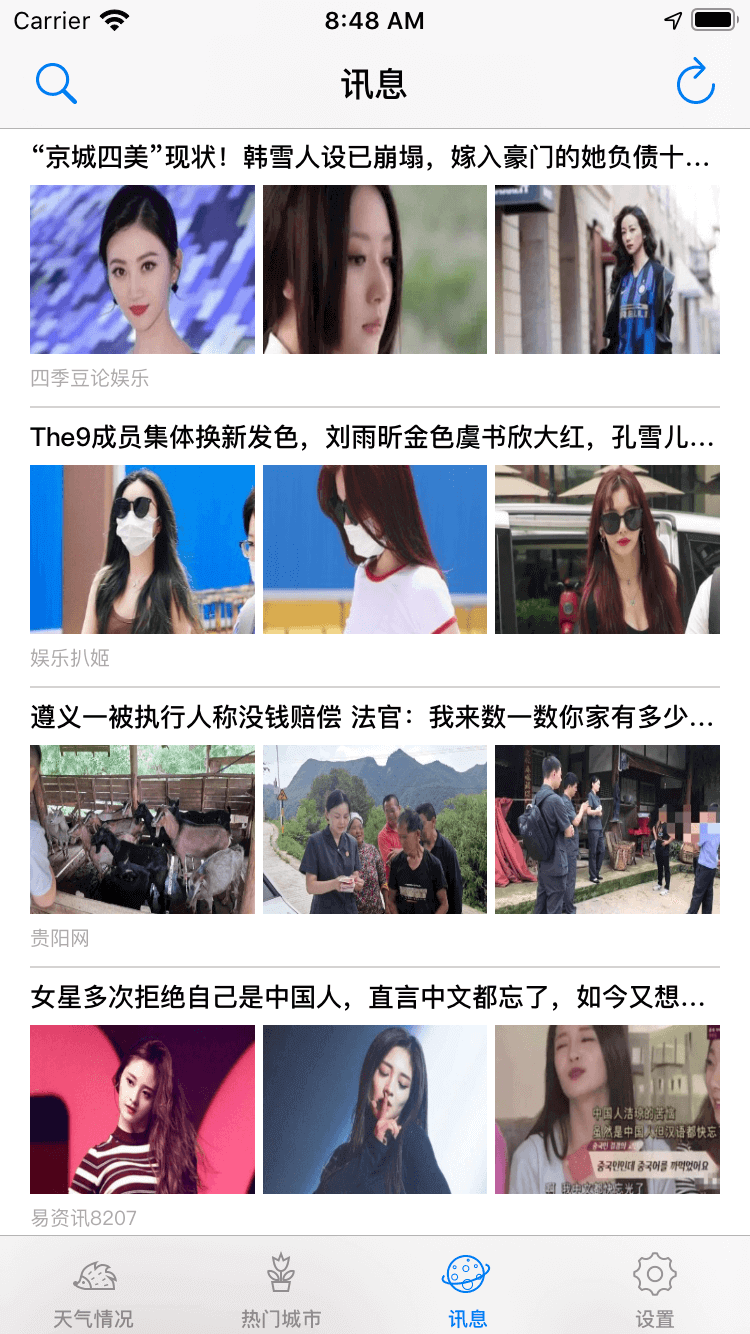 Carrier 8:48 AM
讯息
“京城四美”现状！韩雪人设已崩塌，嫁入豪门的她负债十...
四季豆论娱乐
The9成员集体换新发色，刘雨昕金色虞书欣大红，孔雪儿...
娱乐扒姬
遵义一被执行人称没钱赔偿 法官：我来数一数你家有多少...
贵阳网
女星多次拒绝自己是中国人，直言中文都忘了，如今又想...
中国人洁琼的苦恼
虽然是中国人但汉语都快忘
중국인인데 중국어를 까먹었어요
啊 我中文都快忘光了
易资讯8207
天气情况 热门城市 讯息 设置